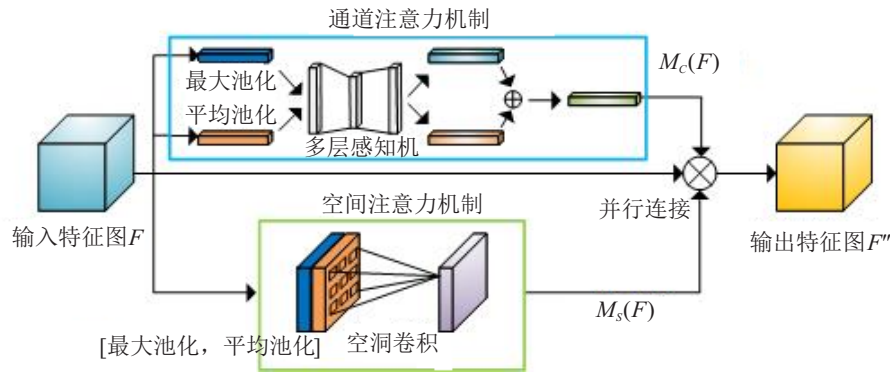 通道注意力机制
最大池化
平均池化
多层感知机
M_C(F)
输入特征图F
空间注意力机制
并行连接
输出特征图F″
[最大池化，平均池化]
空洞卷积
M_S(F)